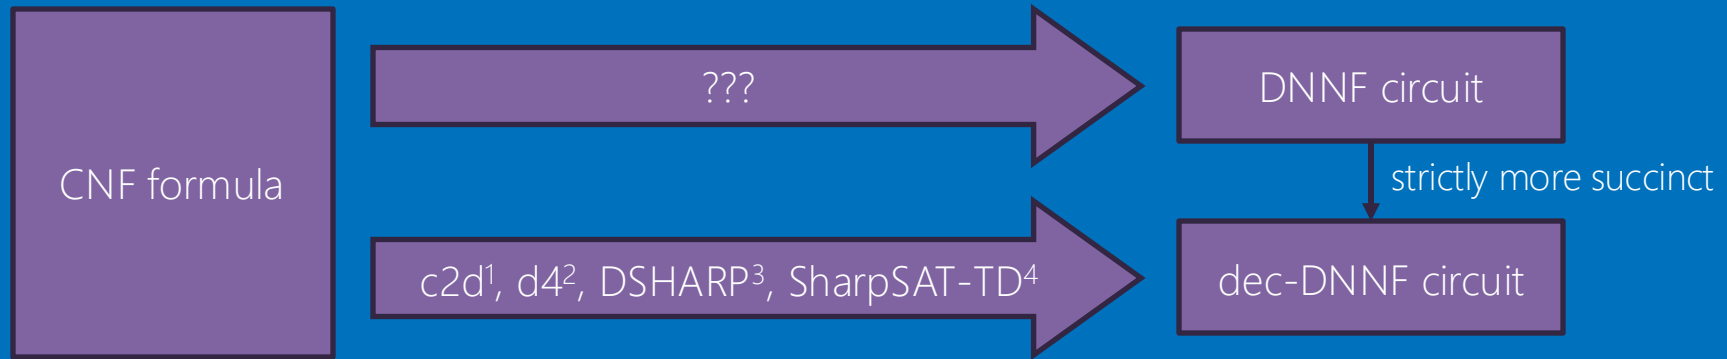 CNF formula
???
DNNF circuit
strictly more succinct
c2d¹, d4², DSHARP³, SharpSAT-TD⁴
dec-DNNF circuit